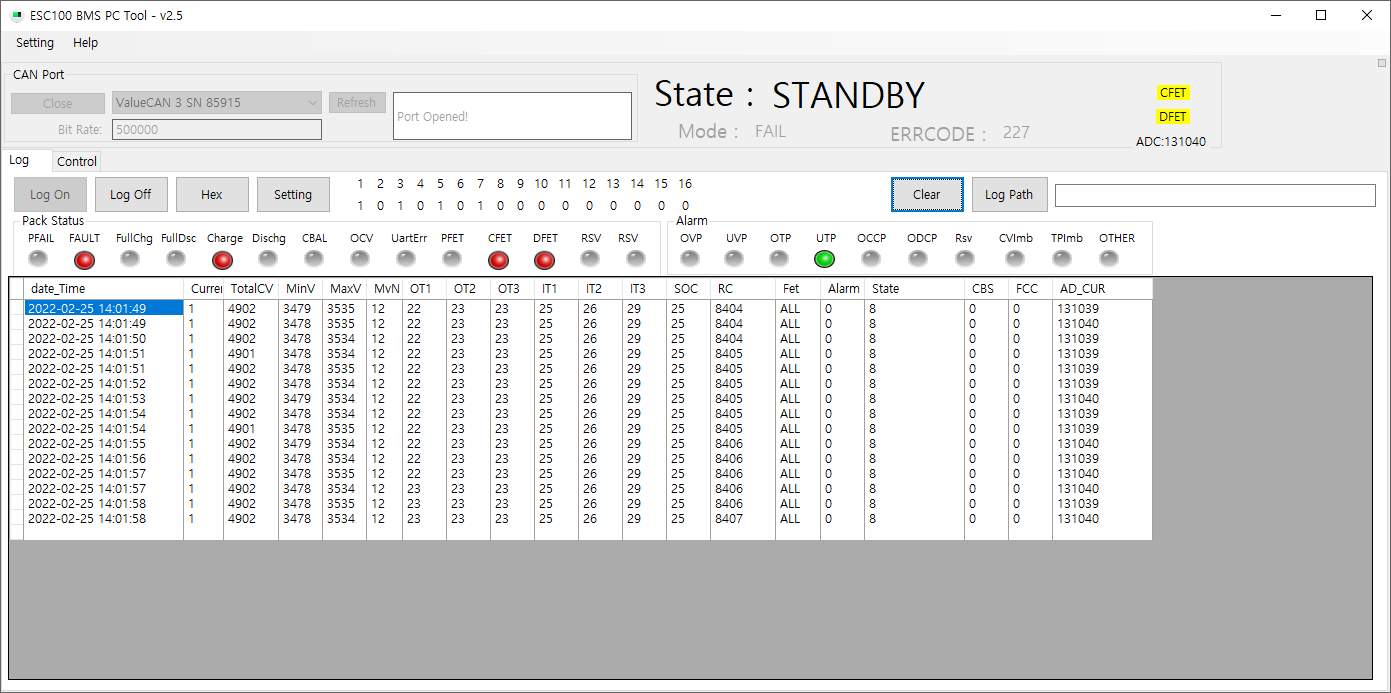 ESC100 BMS PC Tool - v2.5
Setting Help
CAN Port
Close ValueCAN 3 SN 85915 Refresh Port Opened!
Bit Rate: 500000
State : STANDBY
Mode : FAIL ERRCODE : 227
CFET
DFET
ADC:131040
Log Control
Log On Log Off Hex Setting
1 2 3 4 5 6 7 8 9 10 11 12 13 14 15 16
1 0 1 0 1 0 1 0 0 0 0 0 0 0 0 0
Clear Log Path
Pack Status
PFAIL FAULT FullChg FullDsc Charge Dischg CBAL OCV UartErr PFET CFET DFET RSV RSV
Alarm
OVP UVP OTP UTP OCCP ODCP Rsv CVImb TPImb OTHER
date_Time Currer TotalCV MinV MaxV MvN OT1 OT2 OT3 IT1 IT2 IT3 SOC RC Fet Alarm State CBS FCC AD_CUR
2022-02-25 14:01:49 1 4902 3479 3535 12 22 23 23 25 26 29 25 8404 ALL 0 8 0 0 131039
2022-02-25 14:01:49 1 4902 3478 3535 12 22 23 23 25 26 29 25 8404 ALL 0 8 0 0 131040
2022-02-25 14:01:50 1 4902 3478 3534 12 22 23 23 25 26 29 25 8404 ALL 0 8 0 0 131039
2022-02-25 14:01:51 1 4901 3478 3534 12 22 23 23 25 26 29 25 8405 ALL 0 8 0 0 131039
2022-02-25 14:01:51 1 4902 3478 3535 12 22 23 23 25 26 29 25 8405 ALL 0 8 0 0 131039
2022-02-25 14:01:52 1 4902 3478 3534 12 22 23 23 25 26 29 25 8405 ALL 0 8 0 0 131039
2022-02-25 14:01:53 1 4902 3479 3534 12 22 23 23 25 26 29 25 8405 ALL 0 8 0 0 131040
2022-02-25 14:01:54 1 4902 3478 3534 12 22 23 23 25 26 29 25 8405 ALL 0 8 0 0 131039
2022-02-25 14:01:54 1 4901 3478 3535 12 22 23 23 25 26 29 25 8405 ALL 0 8 0 0 131039
2022-02-25 14:01:55 1 4902 3479 3534 12 22 23 23 25 26 29 25 8406 ALL 0 8 0 0 131040
2022-02-25 14:01:56 1 4902 3478 3534 12 22 23 23 25 26 29 25 8406 ALL 0 8 0 0 131039
2022-02-25 14:01:57 1 4902 3478 3535 12 22 23 23 25 26 29 25 8406 ALL 0 8 0 0 131040
2022-02-25 14:01:57 1 4902 3478 3534 12 23 23 23 25 26 29 25 8406 ALL 0 8 0 0 131040
2022-02-25 14:01:58 1 4902 3478 3535 12 23 23 23 25 26 29 25 8406 ALL 0 8 0 0 131039
2022-02-25 14:01:58 1 4902 3478 3534 12 23 23 23 25 26 29 25 8407 ALL 0 8 0 0 131040